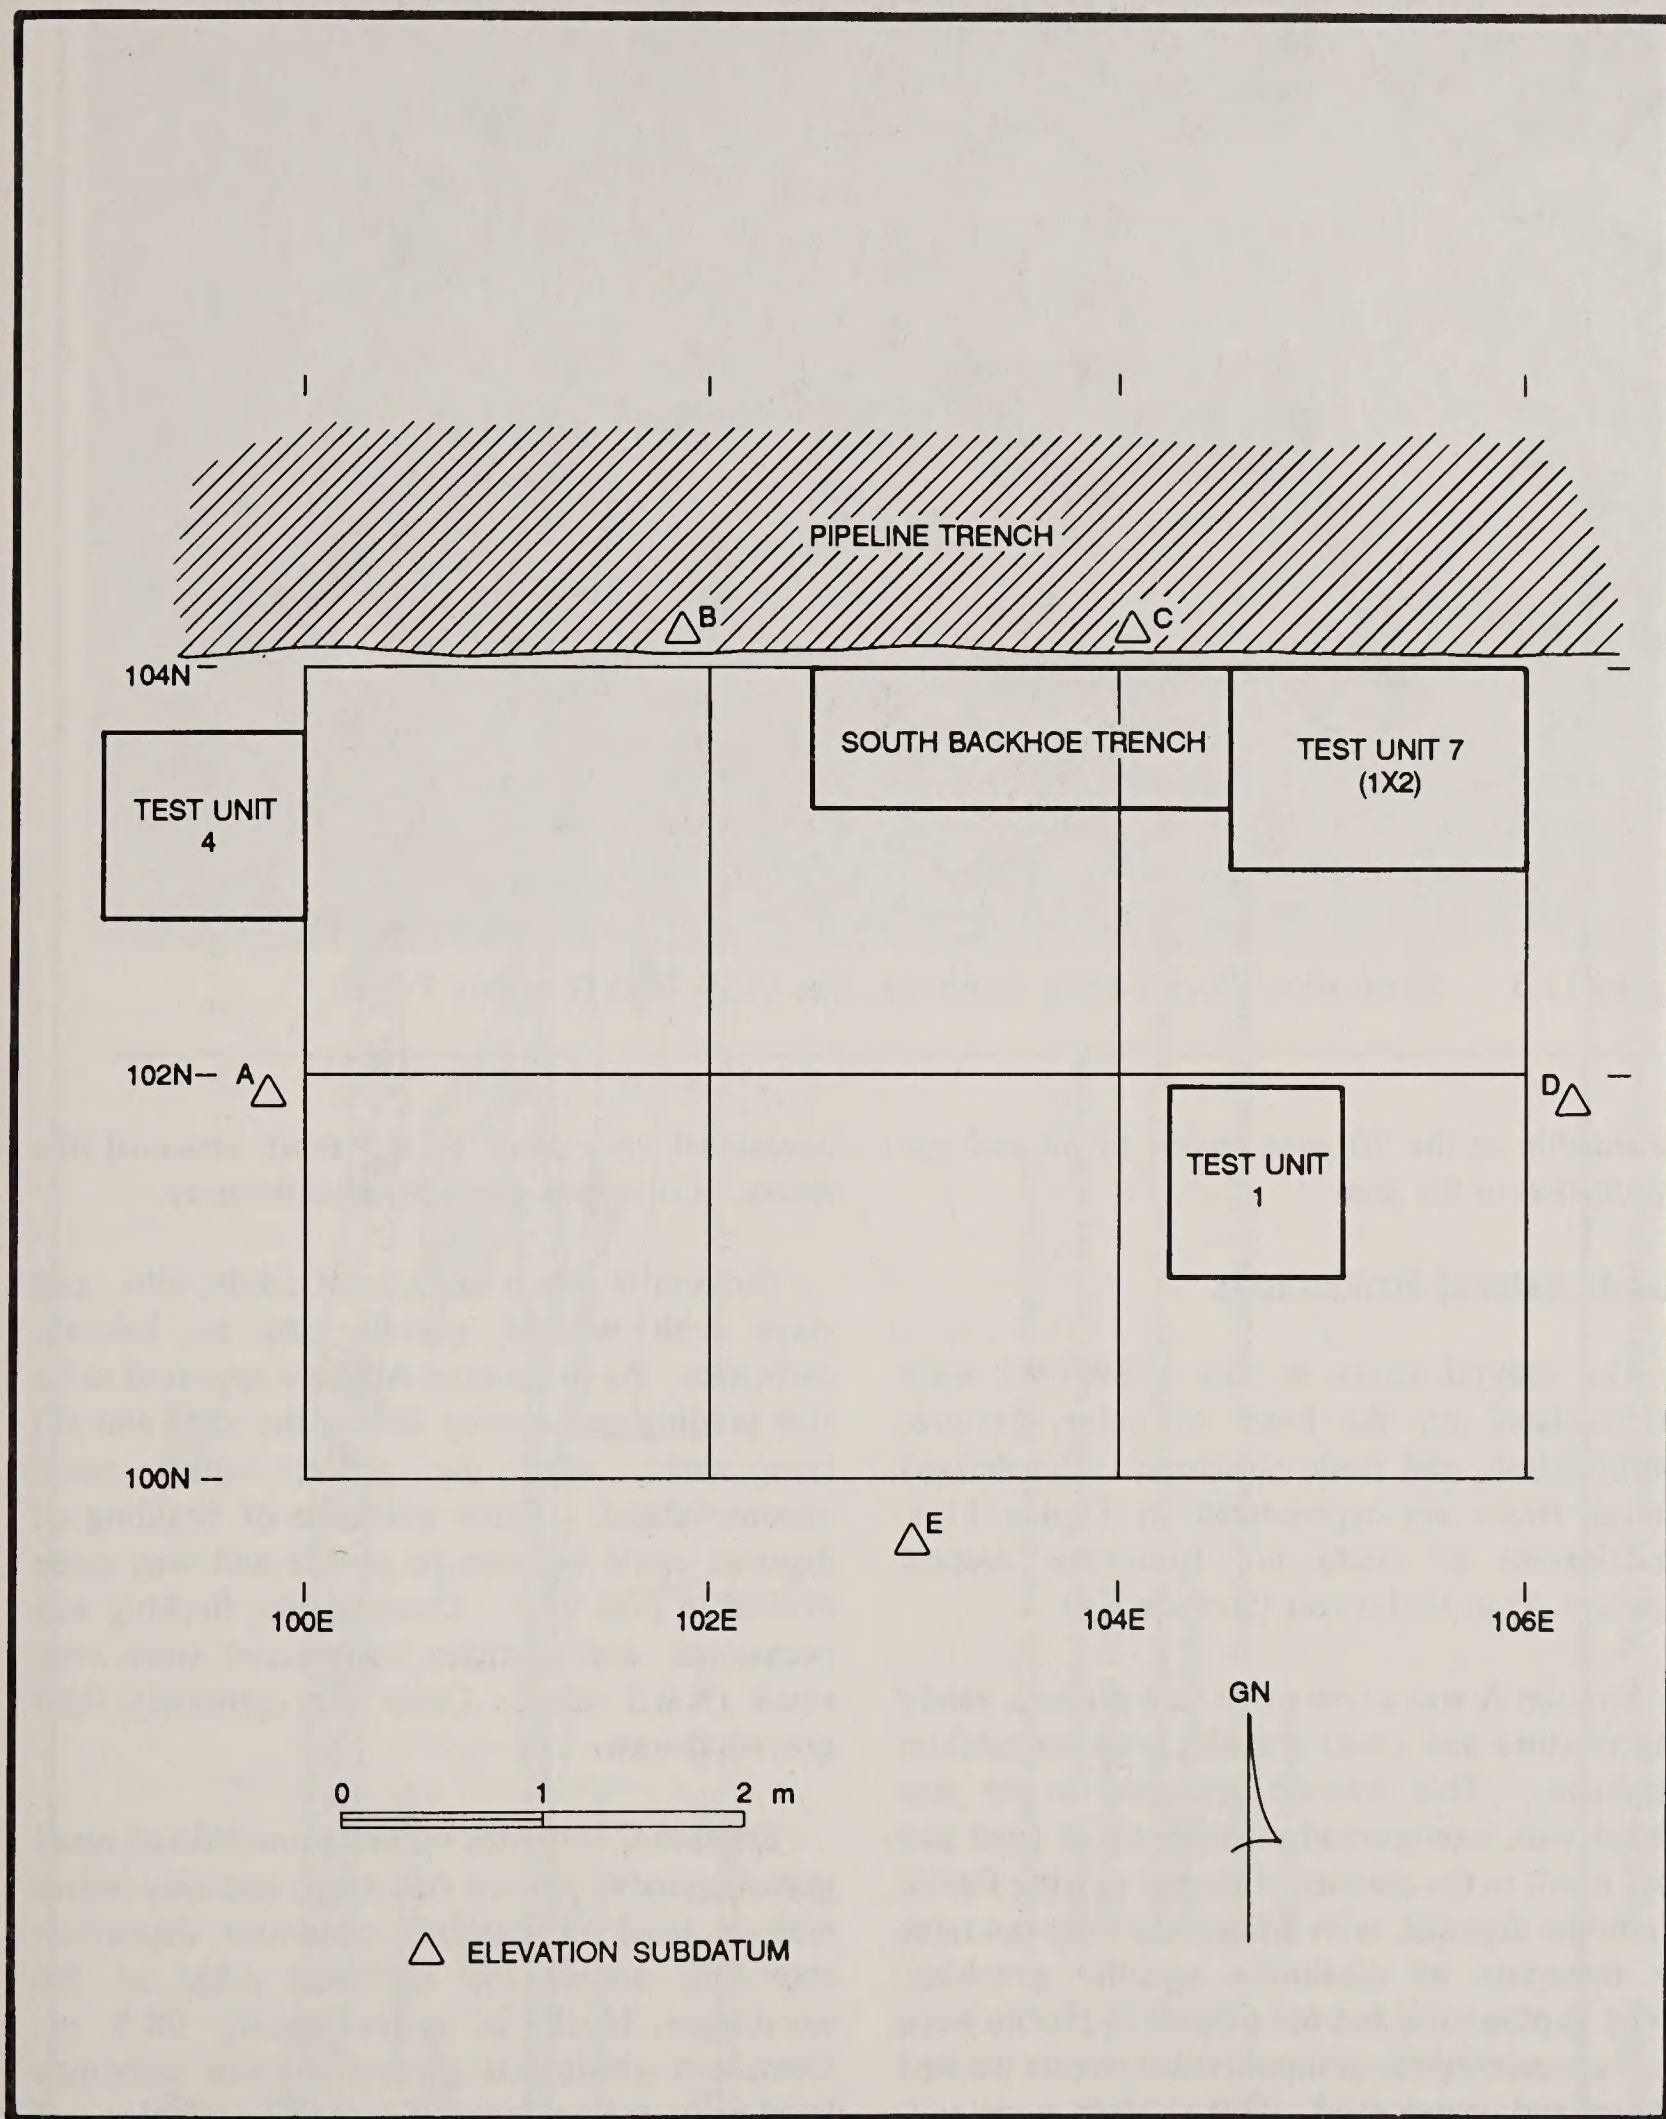 PIPELINE TRENCH
B
C
104N
SOUTH BACKHOE TRENCH
TEST UNIT 7
(1X2)
TEST UNIT
4
102N
A
D
TEST UNIT
1
100N
E
100E
102E
104E
106E
GN
0 1 2 m
ELEVATION SUBDATUM